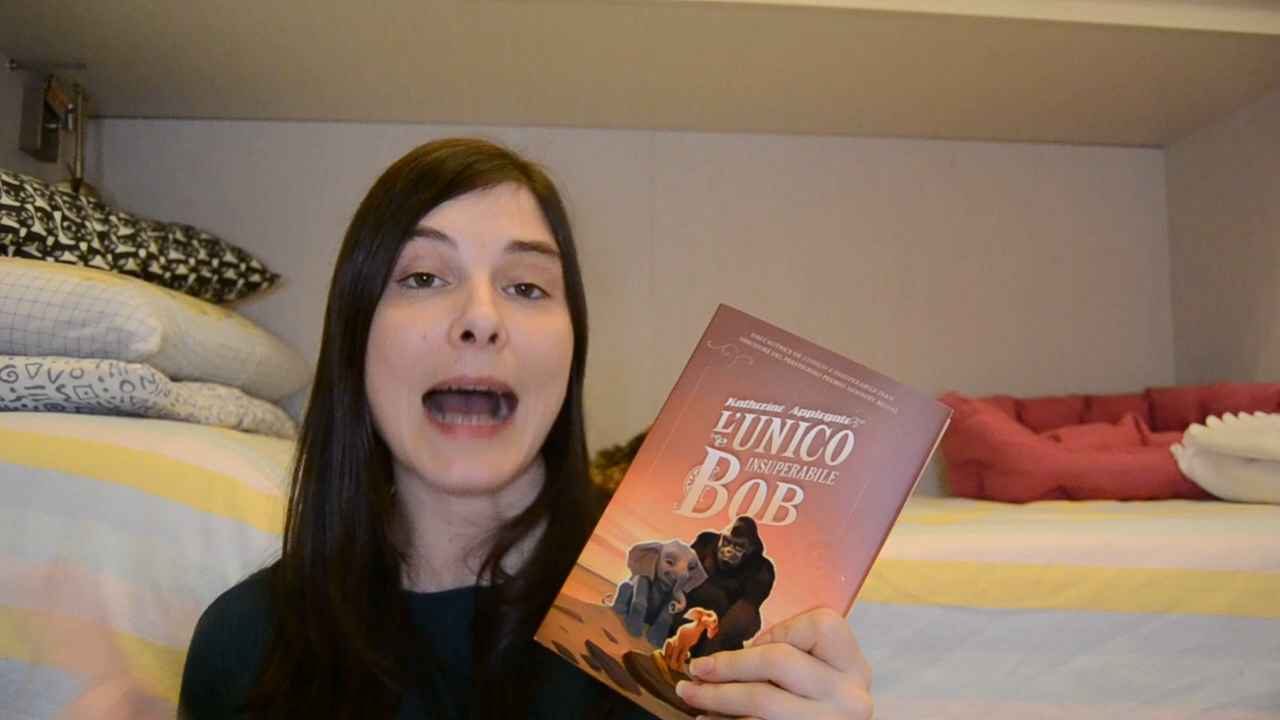 DALL'AUTRICE DE L'UNICO E INSUPERABILE IVAN
VINCITORE DEL PRESTIGIOSO PREMIO NEWBERY MEDAL
Katherine Applegate
L'UNICO
e INSUPERABILE
BOB